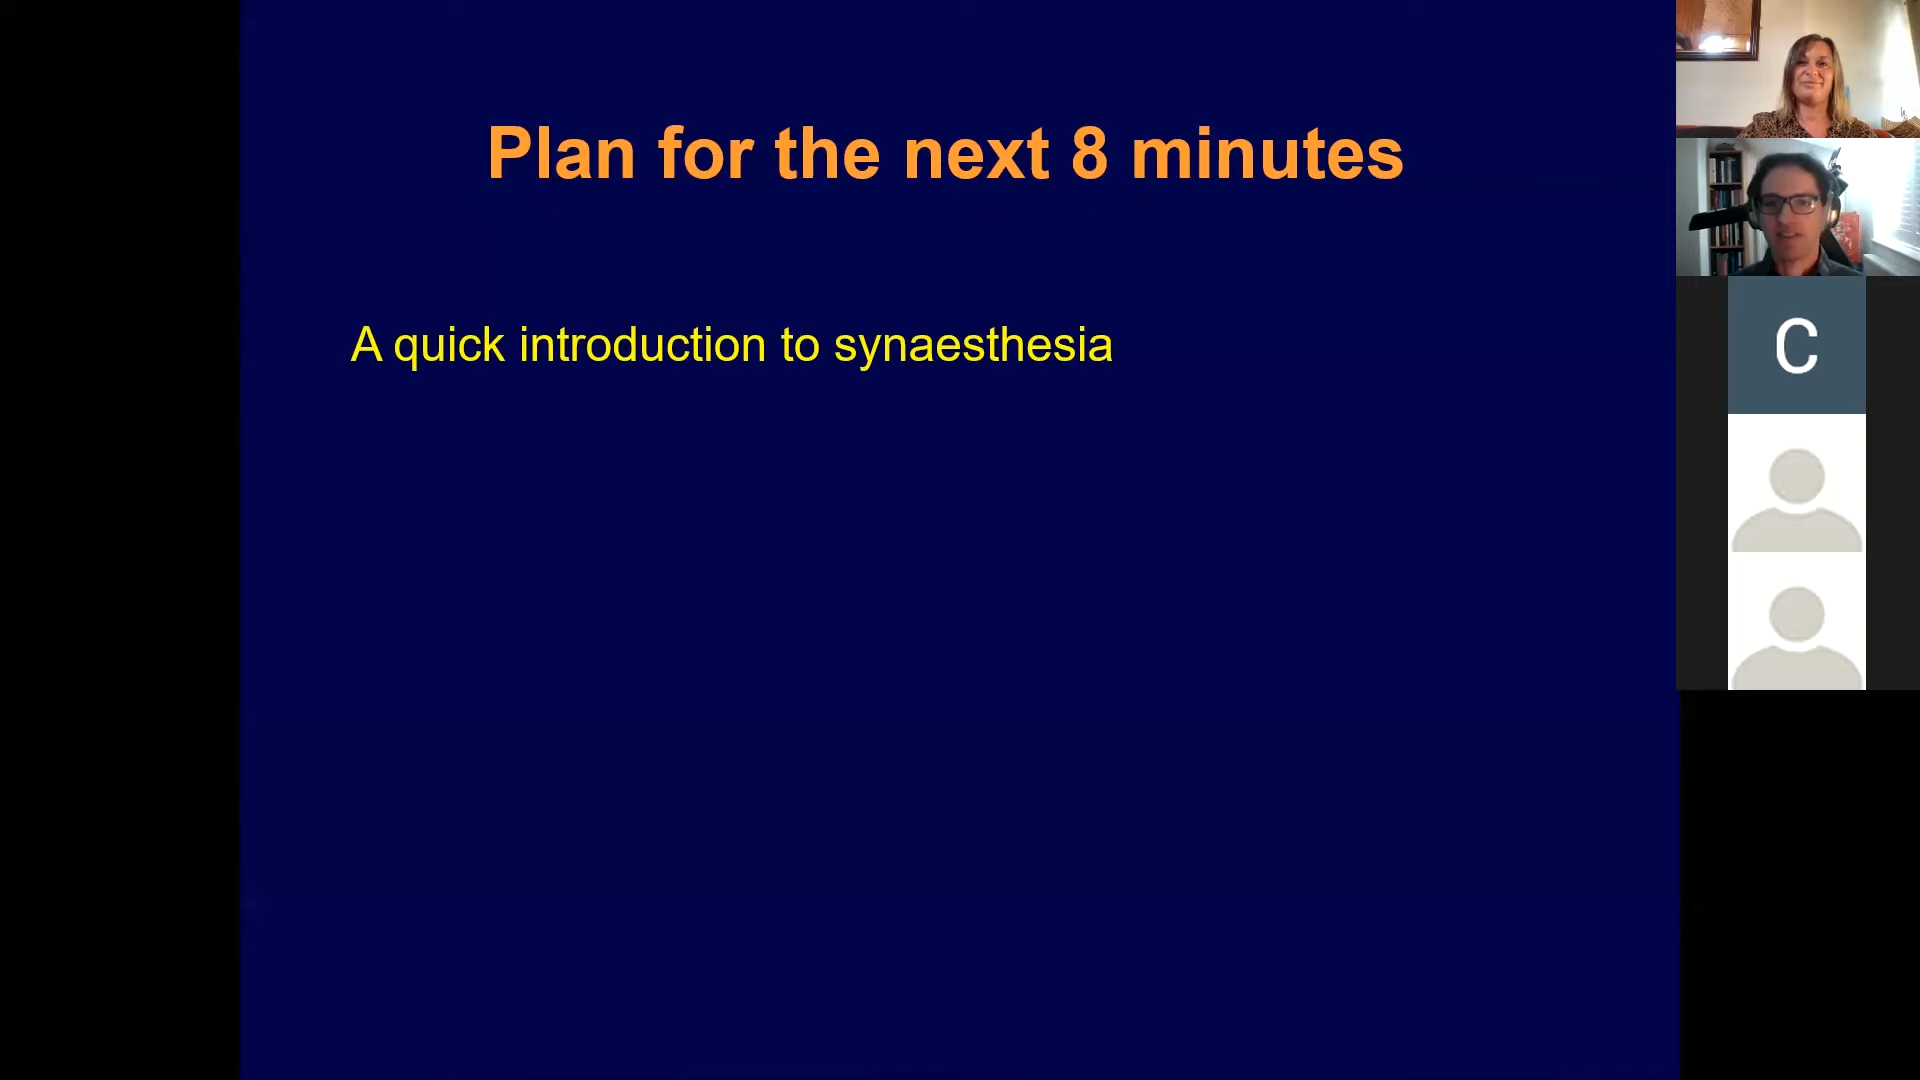 Plan for the next 8 minutes
A quick introduction to synaesthesia
C